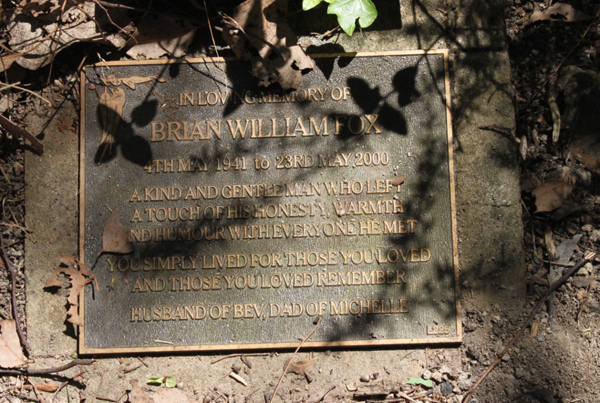 IN LOVING MEMORY OF
BRIAN WILLIAM FOX
4TH MAY 1941 to 23RD MAY 2000
A KIND AND GENTLE MAN WHO LEFT
A TOUCH OF HIS HONESTY, WARMTH
AND HUMOUR WITH EVERYONE HE MET
YOU SIMPLY LIVED FOR THOSE YOU LOVED
AND THOSE YOU LOVED REMEMBER
HUSBAND OF BEV, DAD OF MICHELLE